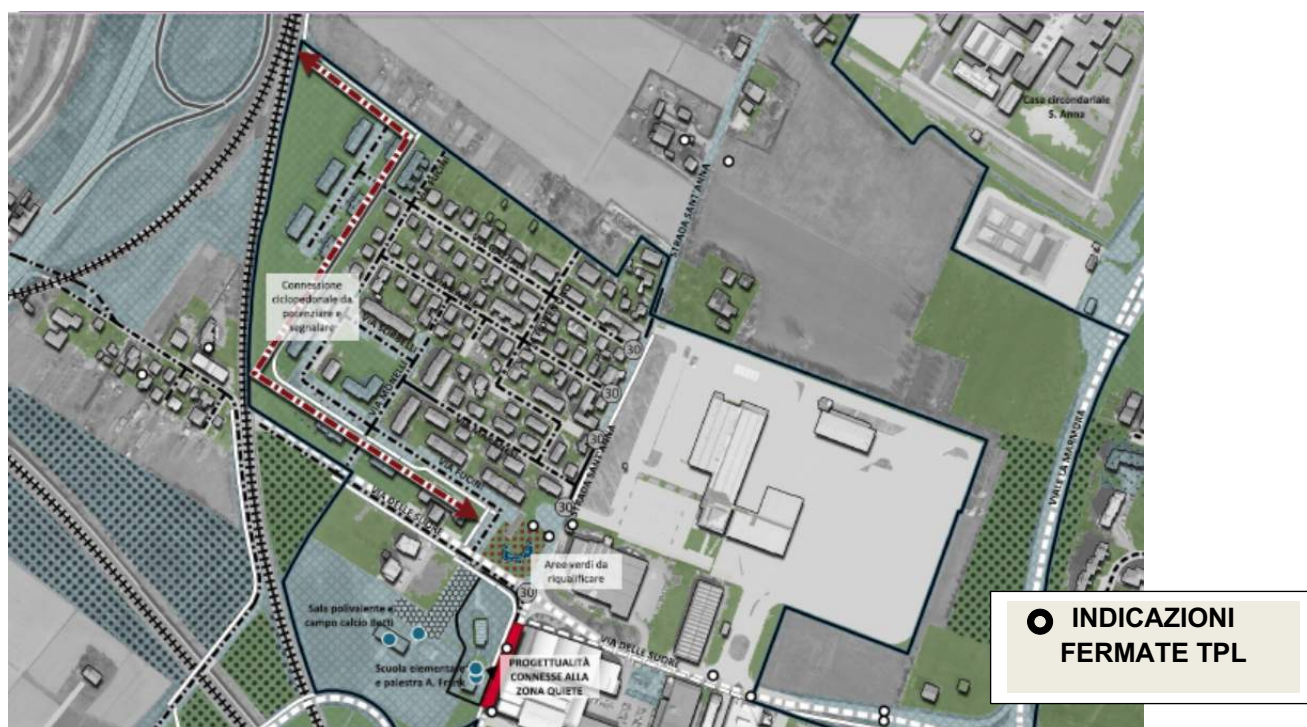 Casa circondariale
S. Anna
STRADA SANT'ANNA
Connessione
ciclopedonale da
potenziare e
segnalare
30
30
30
STRADA SANT'ANNA
VIALE LA MARMORA
VIA DELLE SUORE
30
Aree verdi da
riqualificare
30
Sala polivalente e
campo calcio Botti
VIA DELLE SUORE
Scuola elementare
e palestra A. Frank
PROGETTUALITÀ
CONNESSE ALLA
ZONA QUIETE
INDICAZIONI
FERMATE TPL